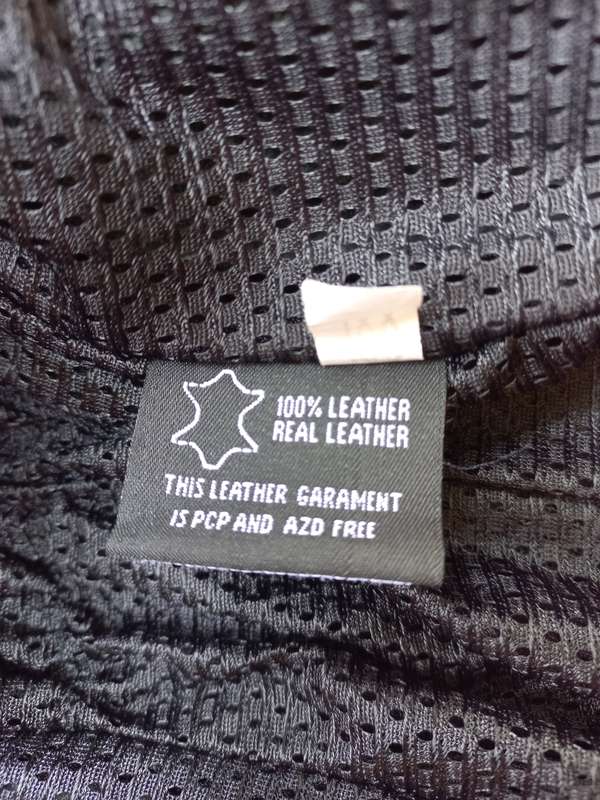 100% LEATHER
REAL LEATHER
THIS LEATHER GARAMENT
IS PCP AND AZD FREE